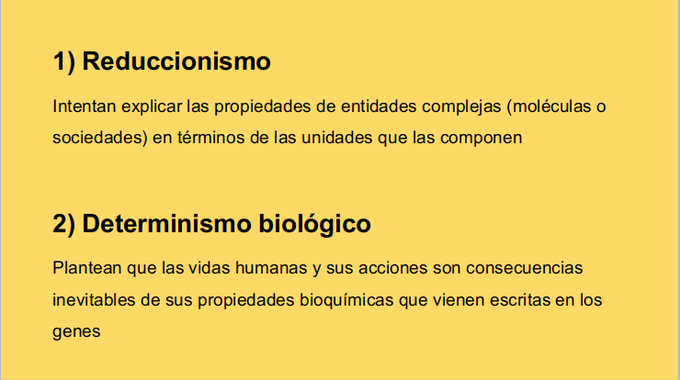 1) Reduccionismo
Intentan explicar las propiedades de entidades complejas (moléculas o
sociedades) en términos de las unidades que las componen
2) Determinismo biológico
Plantean que las vidas humanas y sus acciones son consecuencias
inevitables de sus propiedades bioquímicas que vienen escritas en los
genes